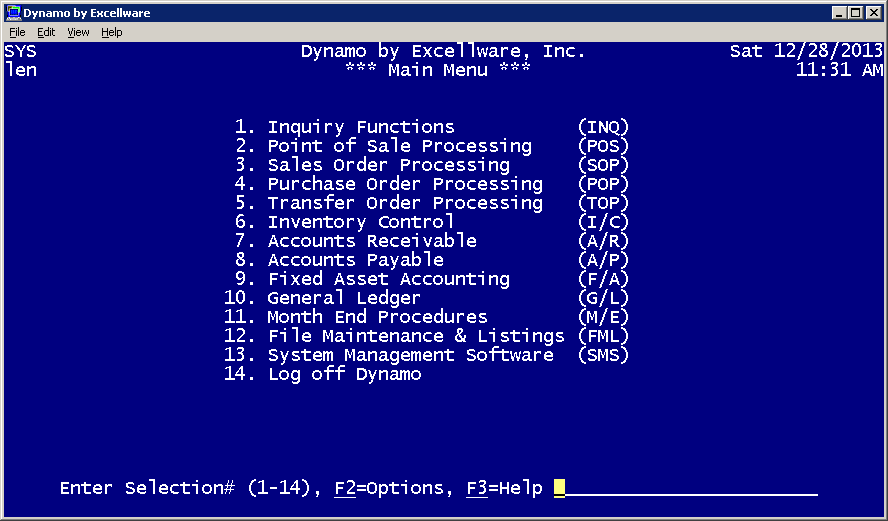 Dynamo by Excellware
File Edit View Help
SYS Dynamo by Excellware, Inc. Sat 12/28/2013
len *** Main Menu *** 11:31 AM
1. Inquiry Functions (INQ)
2. Point of Sale Processing (POS)
3. Sales Order Processing (SOP)
4. Purchase Order Processing (POP)
5. Transfer Order Processing (TOP)
6. Inventory Control (I/C)
7. Accounts Receivable (A/R)
8. Accounts Payable (A/P)
9. Fixed Asset Accounting (F/A)
10. General Ledger (G/L)
11. Month End Procedures (M/E)
12. File Maintenance & Listings (FML)
13. System Management Software (SMS)
14. Log off Dynamo
Enter Selection# (1-14), F2=Options, F3=Help